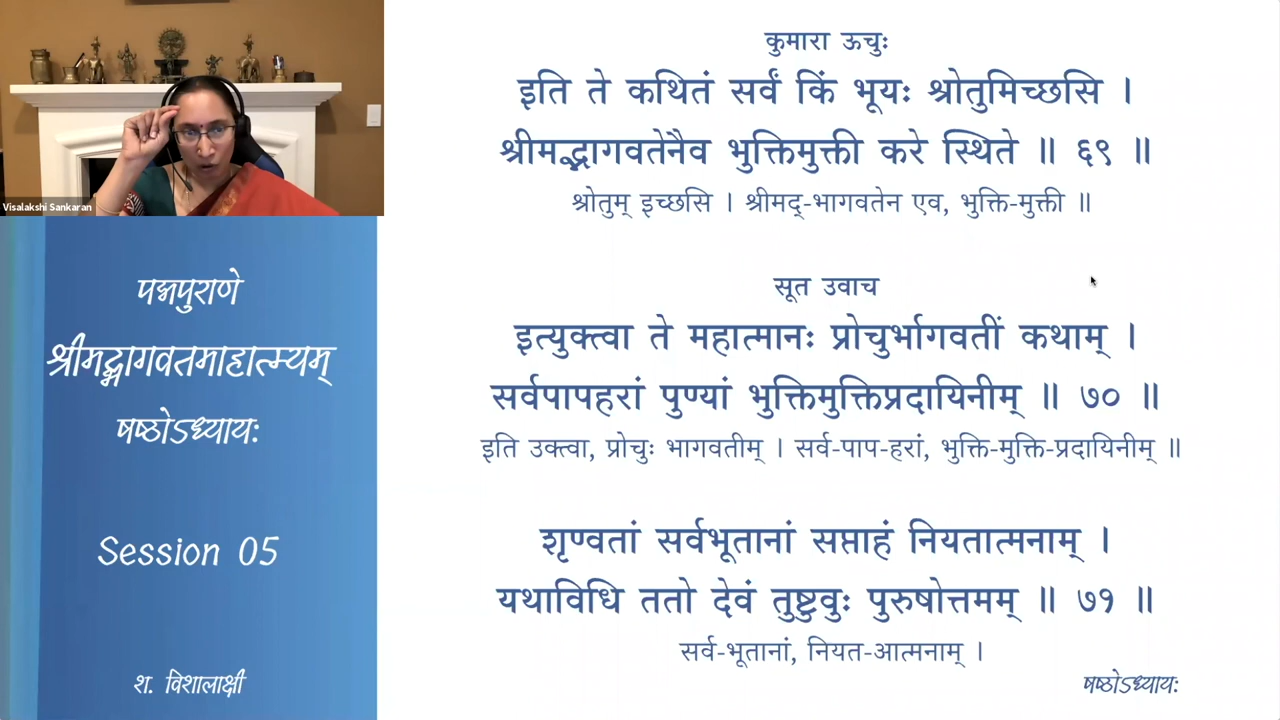 Visalakshi Sankaran
पद्मपुराणे
श्रीमद्भागवतमाहात्म्यम्
षष्ठोऽध्यायः
Session 05
श. विशालाक्षी
कुमारा ऊचुः
इति ते कथितं सर्वं किं भूयः श्रोतुमिच्छसि ।
श्रीमद्भागवतेनैव भुक्तिमुक्ती करे स्थिते ॥ ६९ ॥
श्रोतुम् इच्छसि । श्रीमद्-भागवतेन एव, भुक्ति-मुक्ती ॥
सूत उवाच
इत्युक्त्वा ते महात्मानः प्रोचुर्भागवतीं कथाम् ।
सर्वपापहरां पुण्यां भुक्तिमुक्तिप्रदायिनीम् ॥ ७० ॥
इति उक्त्वा, प्रोचुः भागवतीम् । सर्व-पाप-हरां, भुक्ति-मुक्ति-प्रदायिनीम् ॥
शृण्वतां सर्वभूतानां सप्ताहं नियतात्मनाम् ।
यथाविधि ततो देवं तुष्टुवुः पुरुषोत्तमम् ॥ ७१ ॥
सर्व-भूतानां, नियत-आत्मनाम् ।
षष्ठोऽध्यायः